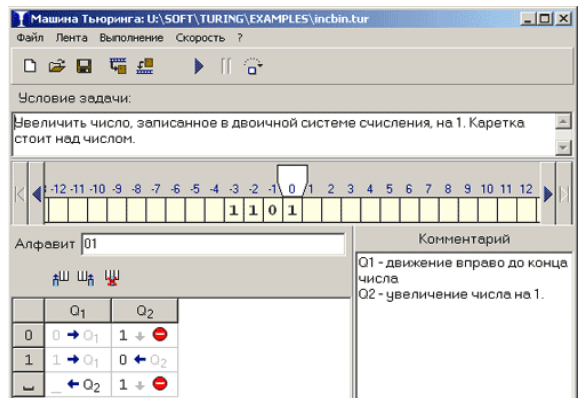 Машина Тьюринга: U:\SOFT\TURING\EXAMPLES\incbin.tur
Файл Лента Выполнение Скорость ?
Условие задачи:
Увеличить число, записанное в двоичной системе счисления, на 1. Каретка
стоит над числом.
-12 -11 -10 -9 -8 -7 -6 -5 -4 -3 -2 -1 0 1 2 3 4 5 6 7 8 9 10 11 12
1 1 0 1
Алфавит 01
Комментарий
Q1 - движение вправо до конца
числа
Q2 - увеличение числа на 1.
Q1 Q2
0 0 → Q1 1 ↓
1 1 → Q1 0 ← Q2
_ ← Q2 1 ↓